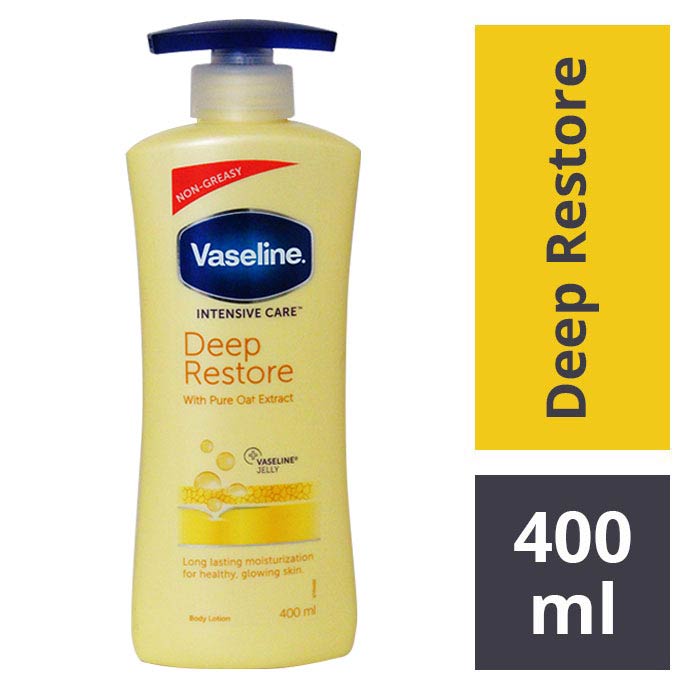 NON-GREASY
Vaseline.
INTENSIVE CARE™
Deep
Restore
With Pure Oat Extract
VASELINE®
JELLY
Long lasting moisturization
for healthy, glowing skin.
Body Lotion
400 ml
Deep Restore
400
ml